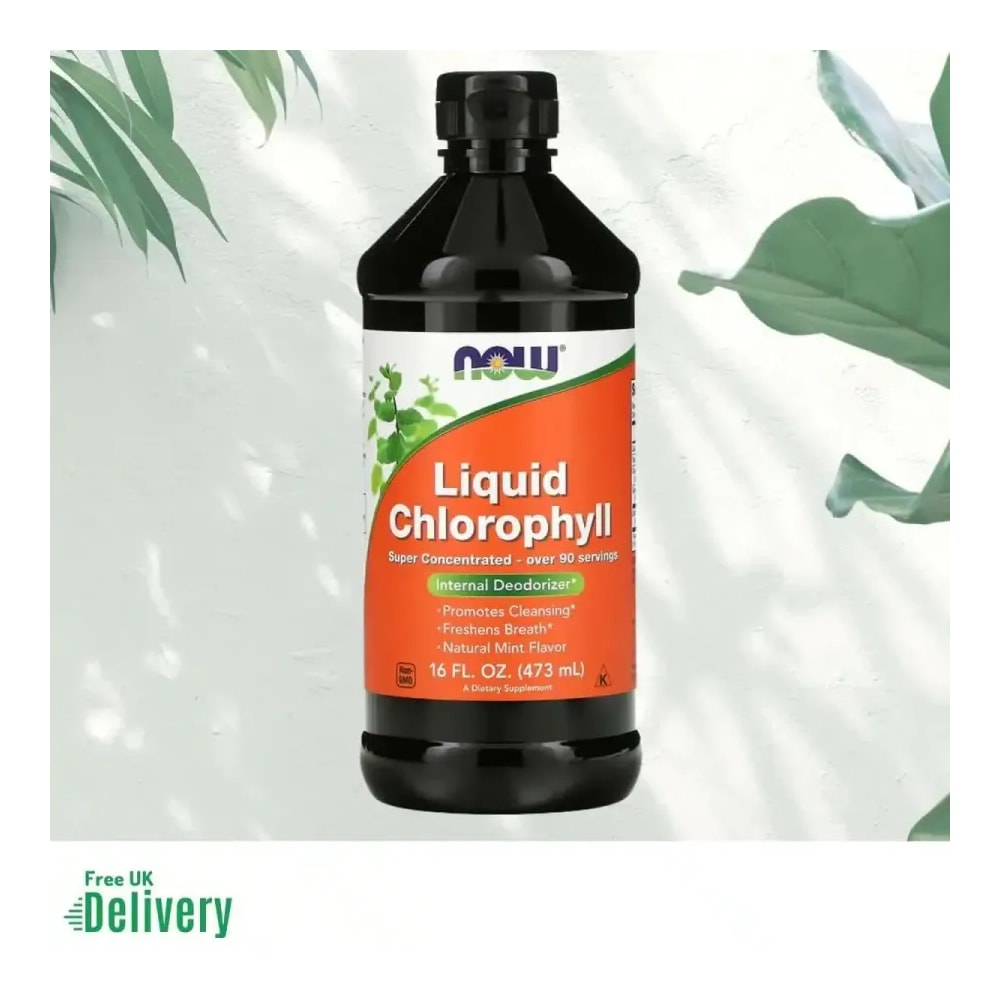 NOW®
Liquid
Chlorophyll
Super Concentrated - over 90 servings
Internal Deodorizer*
•Promotes Cleansing*
•Freshens Breath*
•Natural Mint Flavor
Non-
GMO
16 FL. OZ. (473 mL)
K
A Dietary Supplement
Free UK
Delivery